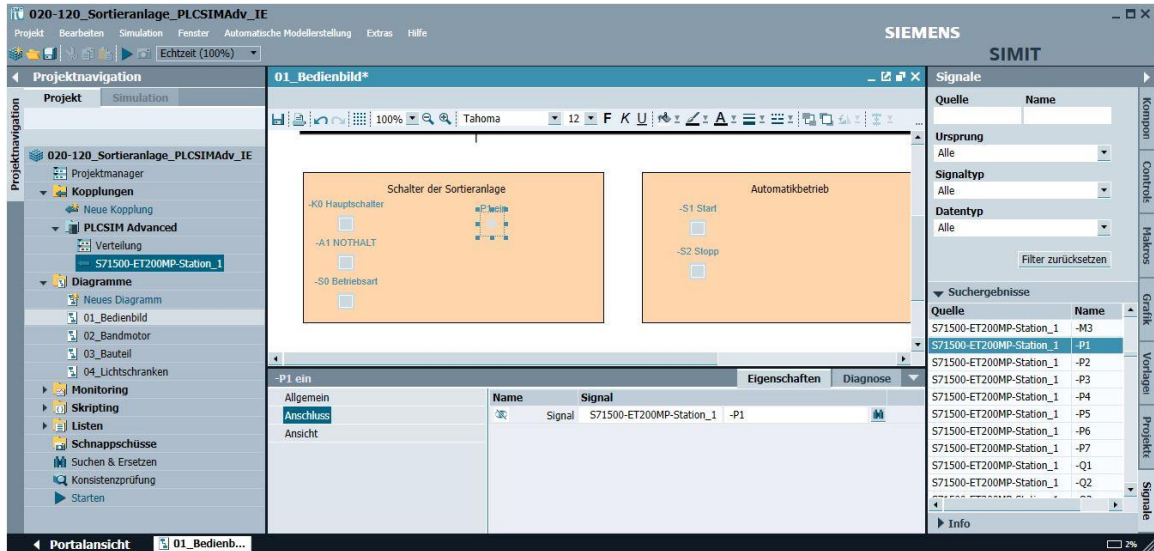 020-120_Sortieranlage_PLCSIMAdv_IE
Projekt Bearbeiten Simulation Fenster Automatische Modellerstellung Extras Hilfe
SIEMENS
Echtzeit (100%)
SIMIT
Projektnavigation
Projekt Simulation
Projektnavigation
020-120_Sortieranlage_PLCSIMAdv_IE
Projektmanager
Kopplungen
Neue Kopplung
PLCSIM Advanced
Verteilung
S71500-ET200MP-Station_1
Diagramme
Neues Diagramm
01_Bedienbild
02_Bandmotor
03_Bauteil
04_Lichtschranken
Monitoring
Skripting
Listen
Schnappschüsse
Suchen & Ersetzen
Konsistenzprüfung
Starten
01_Bedienbild*
100% Tahoma 12 F K U A
Schalter der Sortieranlage
-K0 Hauptschalter
-P1 ein
-A1 NOTHALT
-S0 Betriebsart
Automatikbetrieb
-S1 Start
-S2 Stopp
-P1 ein
Eigenschaften Diagnose
Allgemein
Anschluss
Ansicht
Name Signal
Signal S71500-ET200MP-Station_1 -P1
Signale
Quelle Name
Ursprung
Alle
Signaltyp
Alle
Datentyp
Alle
Filter zurücksetzen
Suchergebnisse
Quelle Name
S71500-ET200MP-Station_1 -M3
S71500-ET200MP-Station_1 -P1
S71500-ET200MP-Station_1 -P2
S71500-ET200MP-Station_1 -P3
S71500-ET200MP-Station_1 -P4
S71500-ET200MP-Station_1 -P5
S71500-ET200MP-Station_1 -P6
S71500-ET200MP-Station_1 -P7
S71500-ET200MP-Station_1 -Q1
S71500-ET200MP-Station_1 -Q2
Info
Kompon
Controls
Makros
Grafik
Vorlagen
Projekte
Signale
Portalansicht
01_Bedienb...
2%